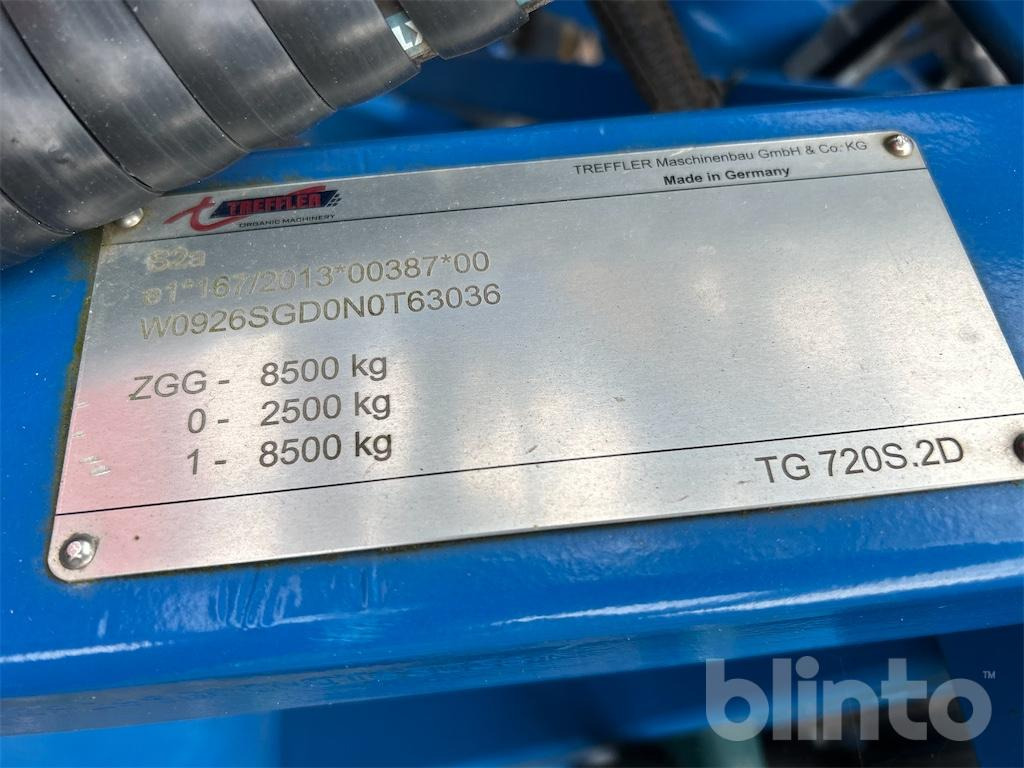 TREFFLER
ORGANIC MACHINERY
TREFFLER Maschinenbau GmbH & Co. KG
Made in Germany
S2a
e1*167/2013*00387*00
W0926SGD0N0T63036
ZGG - 8500 kg
0 - 2500 kg
1 - 8500 kg
TG 720S.2D
blinto™